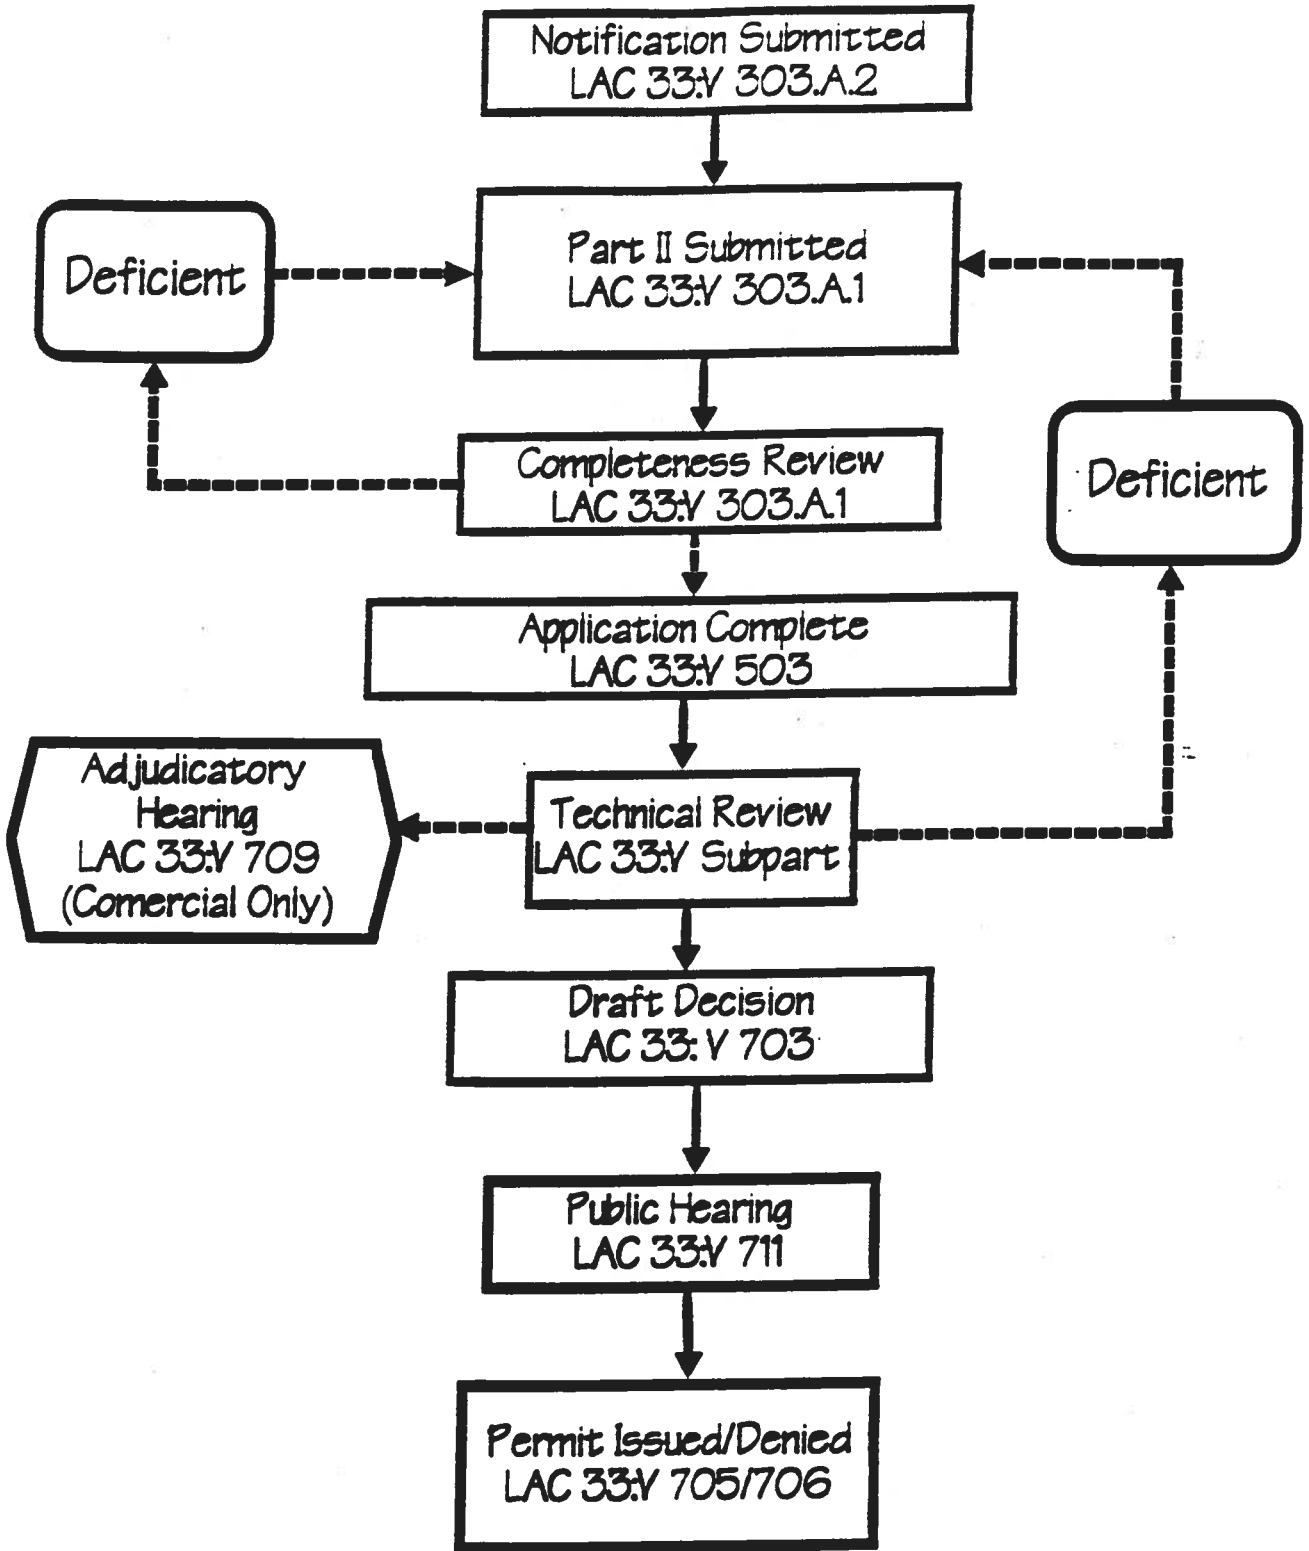 Notification Submitted
LAC 33:V 303.A.2
Part II Submitted
LAC 33:V 303.A.1
Deficient
Deficient
Completeness Review
LAC 33:V 303.A.1
Application Complete
LAC 33:V 503
Adjudicatory
Hearing
LAC 33:V 709
(Comercial Only)
Technical Review
LAC 33:V Subpart
Draft Decision
LAC 33: V 703
Public Hearing
LAC 33:V 711
Permit Issued/Denied
LAC 33:V 705/706